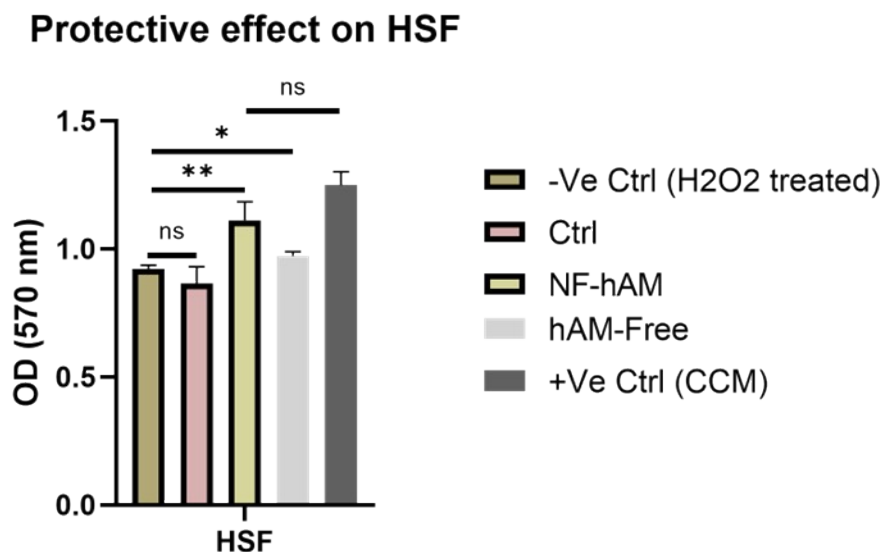 Protective effect on HSF
ns
1.5
*
**
ns
1.0
0.5
0.0
OD (570 nm)
HSF
-Ve Ctrl (H2O2 treated)
Ctrl
NF-hAM
hAM-Free
+Ve Ctrl (CCM)